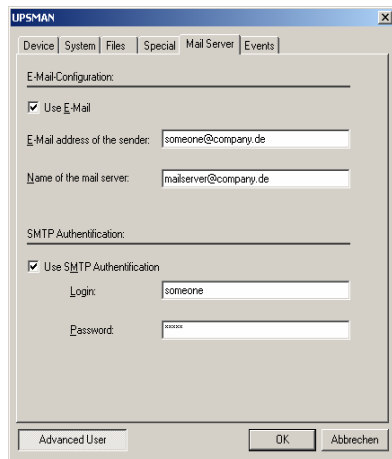 UPSMAN
Device System Files Special Mail Server Events
E-Mail-Configuration:
Use E-Mail
E-Mail address of the sender: someone@company.de
Name of the mail server: mailserver@company.de
SMTP Authentification:
Use SMTP Authentification
Login: someone
Password: xxxxx
Advanced User OK Abbrechen